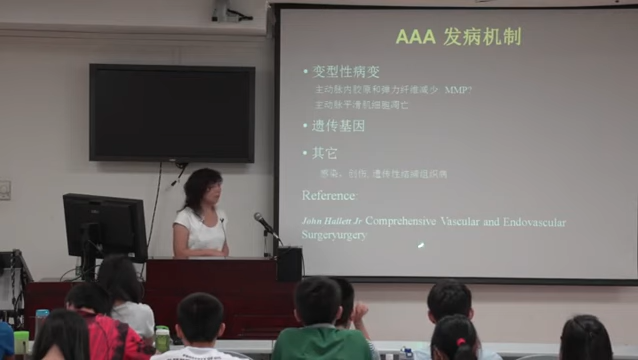 AAA 发病机制
• 变型性病变
主动脉内胶原和弹力纤维减少, MMP?
主动脉平滑肌细胞凋亡
• 遗传基因
• 其它
感染、创伤, 遗传性结缔组织病
Reference:
John Hallett Jr Comprehensive Vascular and Endovascular
Surgeryurgery